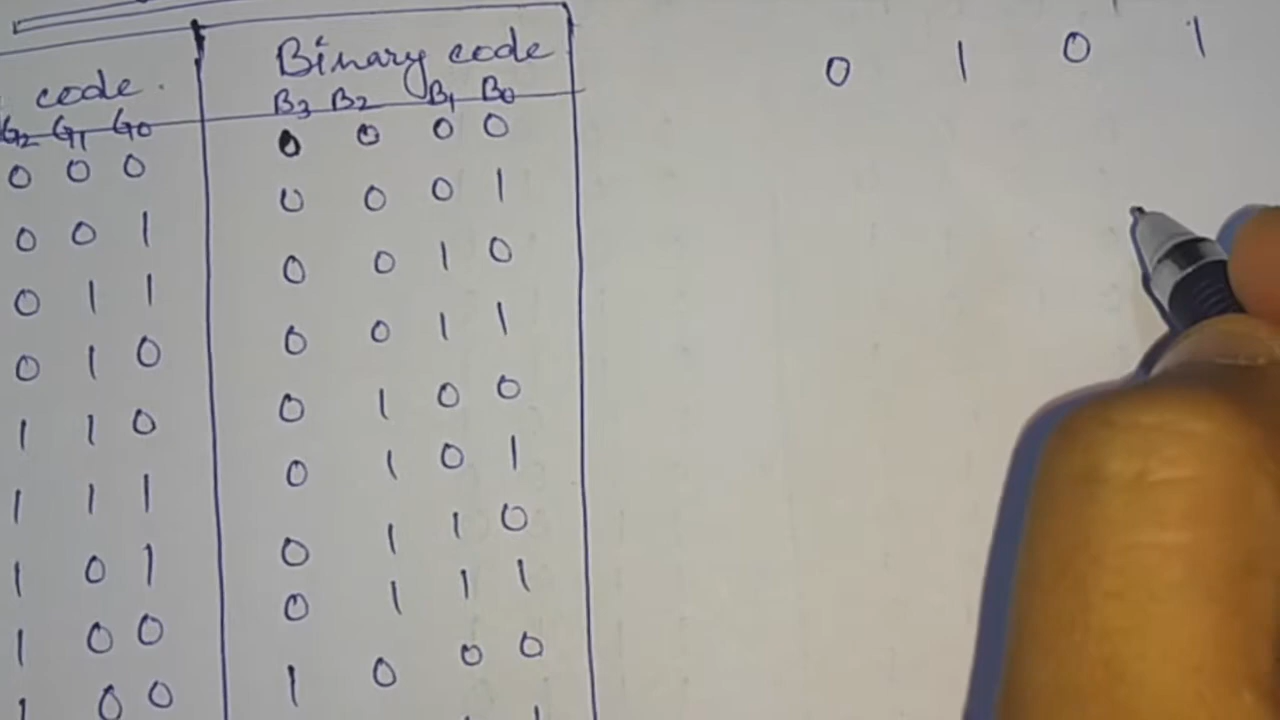 code. Binary code 0 1 0 1
G2 G1 G0 B3 B2 B1 B0
0 0 0 0 0 0 0
0 0 1 0 0 0 1
0 1 1 0 0 1 0
0 1 0 0 0 1 1
1 1 0 0 1 0 0
1 1 1 0 1 0 1
1 0 1 0 1 1 0
1 0 0 0 1 1 1
1 0 0 1 0 0 0